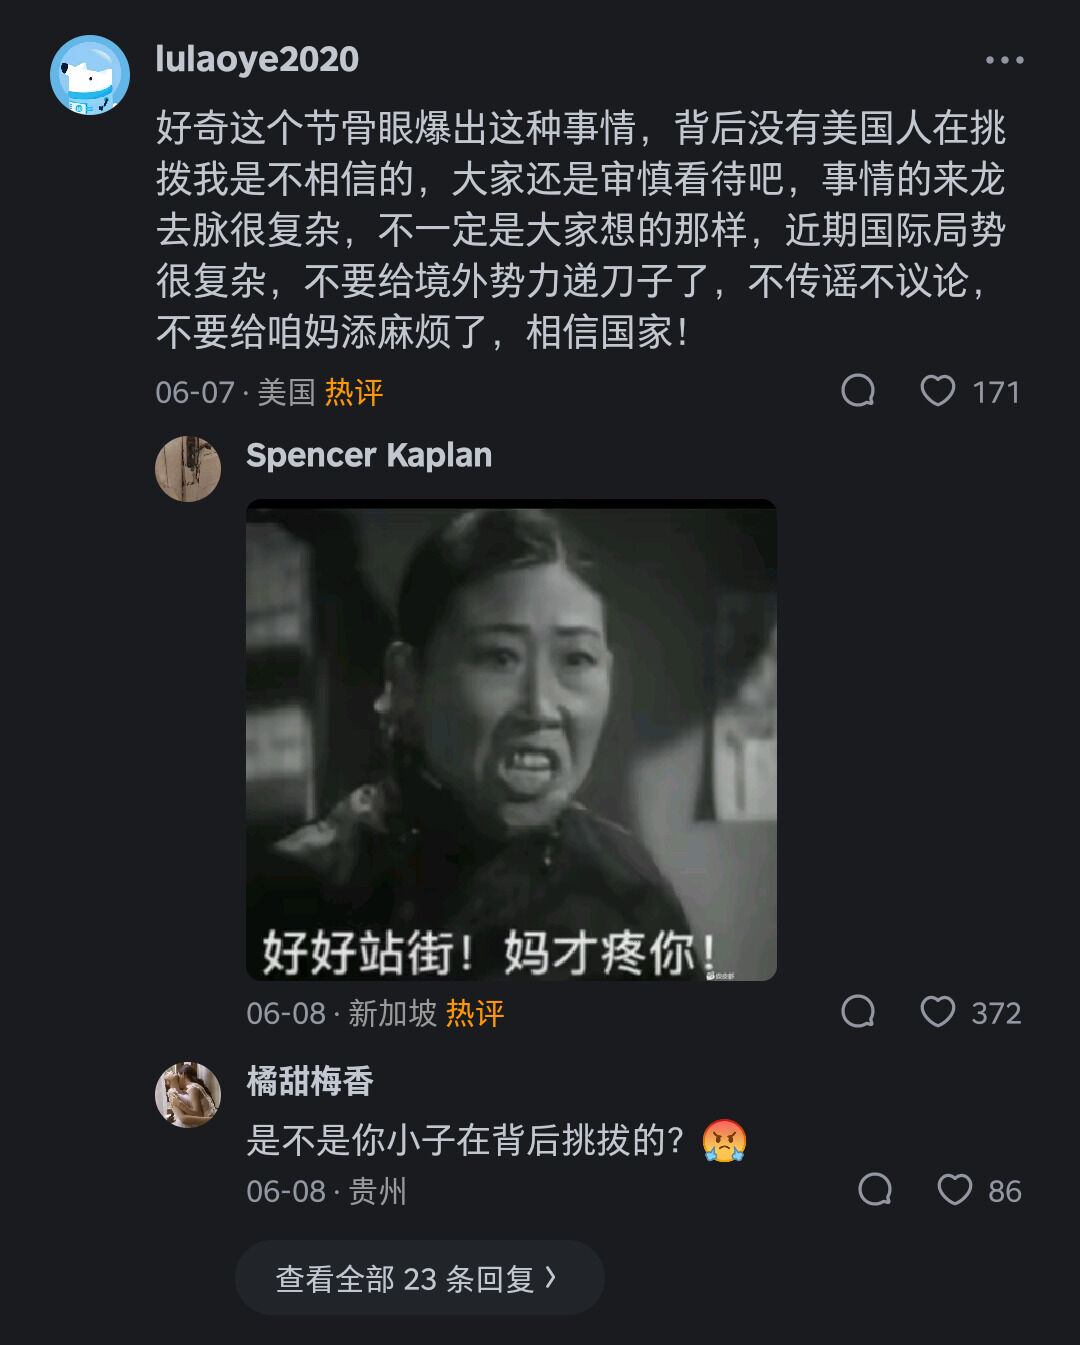 lulaoye2020
好奇这个节骨眼爆出这种事情，背后没有美国人在挑
拨我是不相信的，大家还是审慎看待吧，事情的来龙
去脉很复杂，不一定是大家想的那样，近期国际局势
很复杂，不要给境外势力递刀子了，不传谣不议论，
不要给咱妈添麻烦了，相信国家！
06-07 · 美国 热评 171
Spencer Kaplan
好好站街！妈才疼你！
06-08 · 新加坡 热评 372
橘甜梅香
是不是你小子在背后挑拔的？😤
06-08 · 贵州 86
查看全部 23 条回复 >